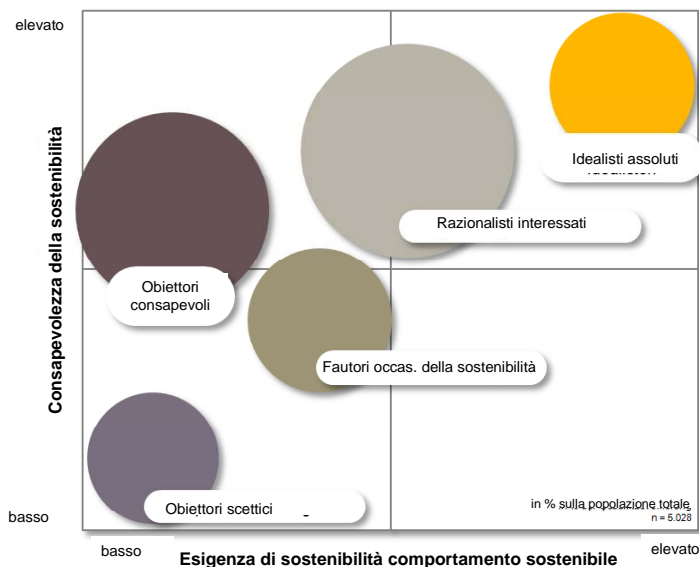 elevato
Consapevolezza della sostenibilità
Idealisti assoluti
Razionalisti interessati
Obiettori
consapevoli
Fautori occas. della sostenibilità
Obiettori scettici
in % sulla popolazione totale
n = 5.028
basso
basso
elevato
Esigenza di sostenibilità comportamento sostenibile